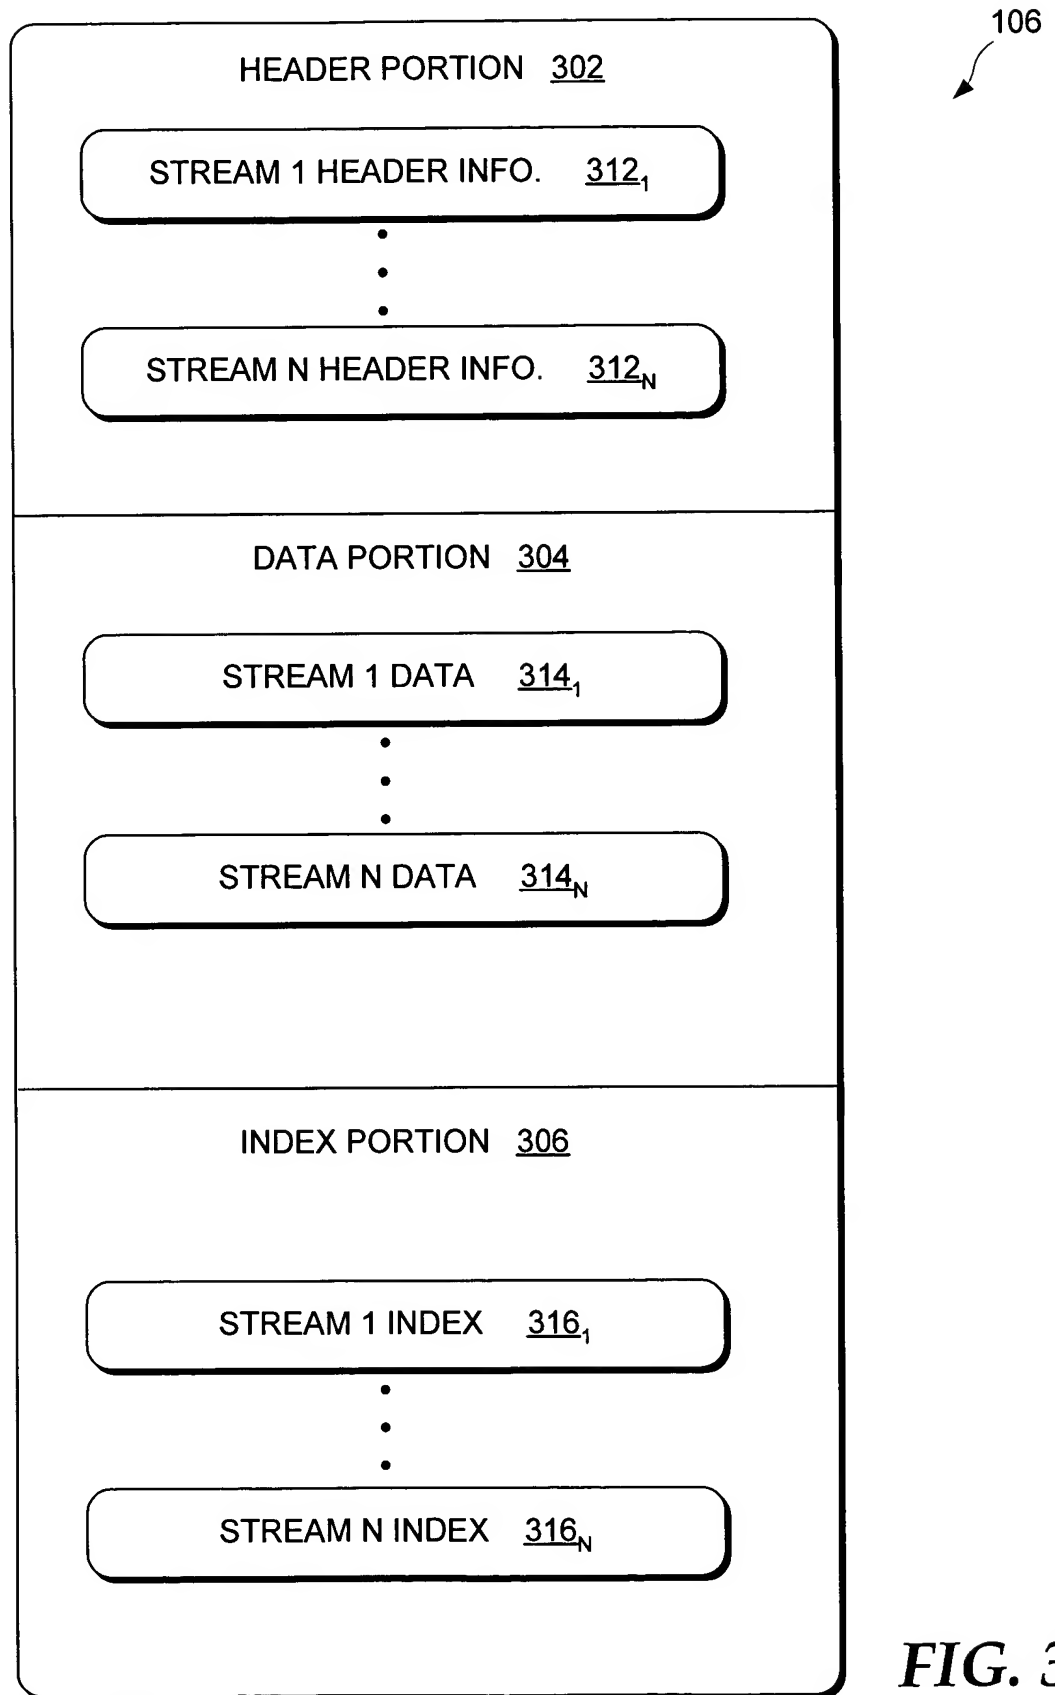 106
HEADER PORTION 302
STREAM 1 HEADER INFO. 312₁
STREAM N HEADER INFO. 312N
DATA PORTION 304
STREAM 1 DATA 314₁
STREAM N DATA 314N
INDEX PORTION 306
STREAM 1 INDEX 316₁
STREAM N INDEX 316N
FIG. 3